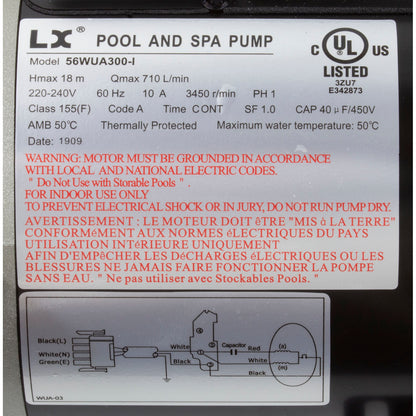 LX POOL AND SPA PUMP
Model 56WUA300-I
Hmax 18 m Qmax 710 L/min
220-240V 60 Hz 10 A 3450 r/min PH 1
Class 155(F) Code A Time CONT SF 1.0 CAP 40 µF/450V
AMB 50℃ Thermally Protected Maximum water temperature: 50℃
Date: 1909
c UL ® US
LISTED
3ZU7
E342873
WARNING: MOTOR MUST BE GROUNDED IN ACCORDANCE
WITH LOCAL AND NATIONAL ELECTRIC CODES.
" Do Not Use with Storable Pools "
FOR INDOOR USE ONLY
TO PREVENT ELECTRICAL SHOCK OR IN JURY, DO NOT RUN PUMP DRY.
AVERTISSEMENT : LE MOTEUR DOIT êTRE "MIS à LA TERRE"
CONFORMéMENT AUX NORMES éLECTRIQUES DU PAYS
UTILISATION INTéRIEURE UNIQUEMENT
AFIN D'EMPêCHER LES DéCHARGES éLECTRIQUES OU LES
BLESSURES NE JAMAIS FAIRE FONCTIONNER LA POMPE
SANS EAU. " Ne pas utiliser avec Stockables Pools. "
Black(L)
White(N)
Green(E)
White
Black
Capacitor
Red
Black
(a)
(m)
WUA-03